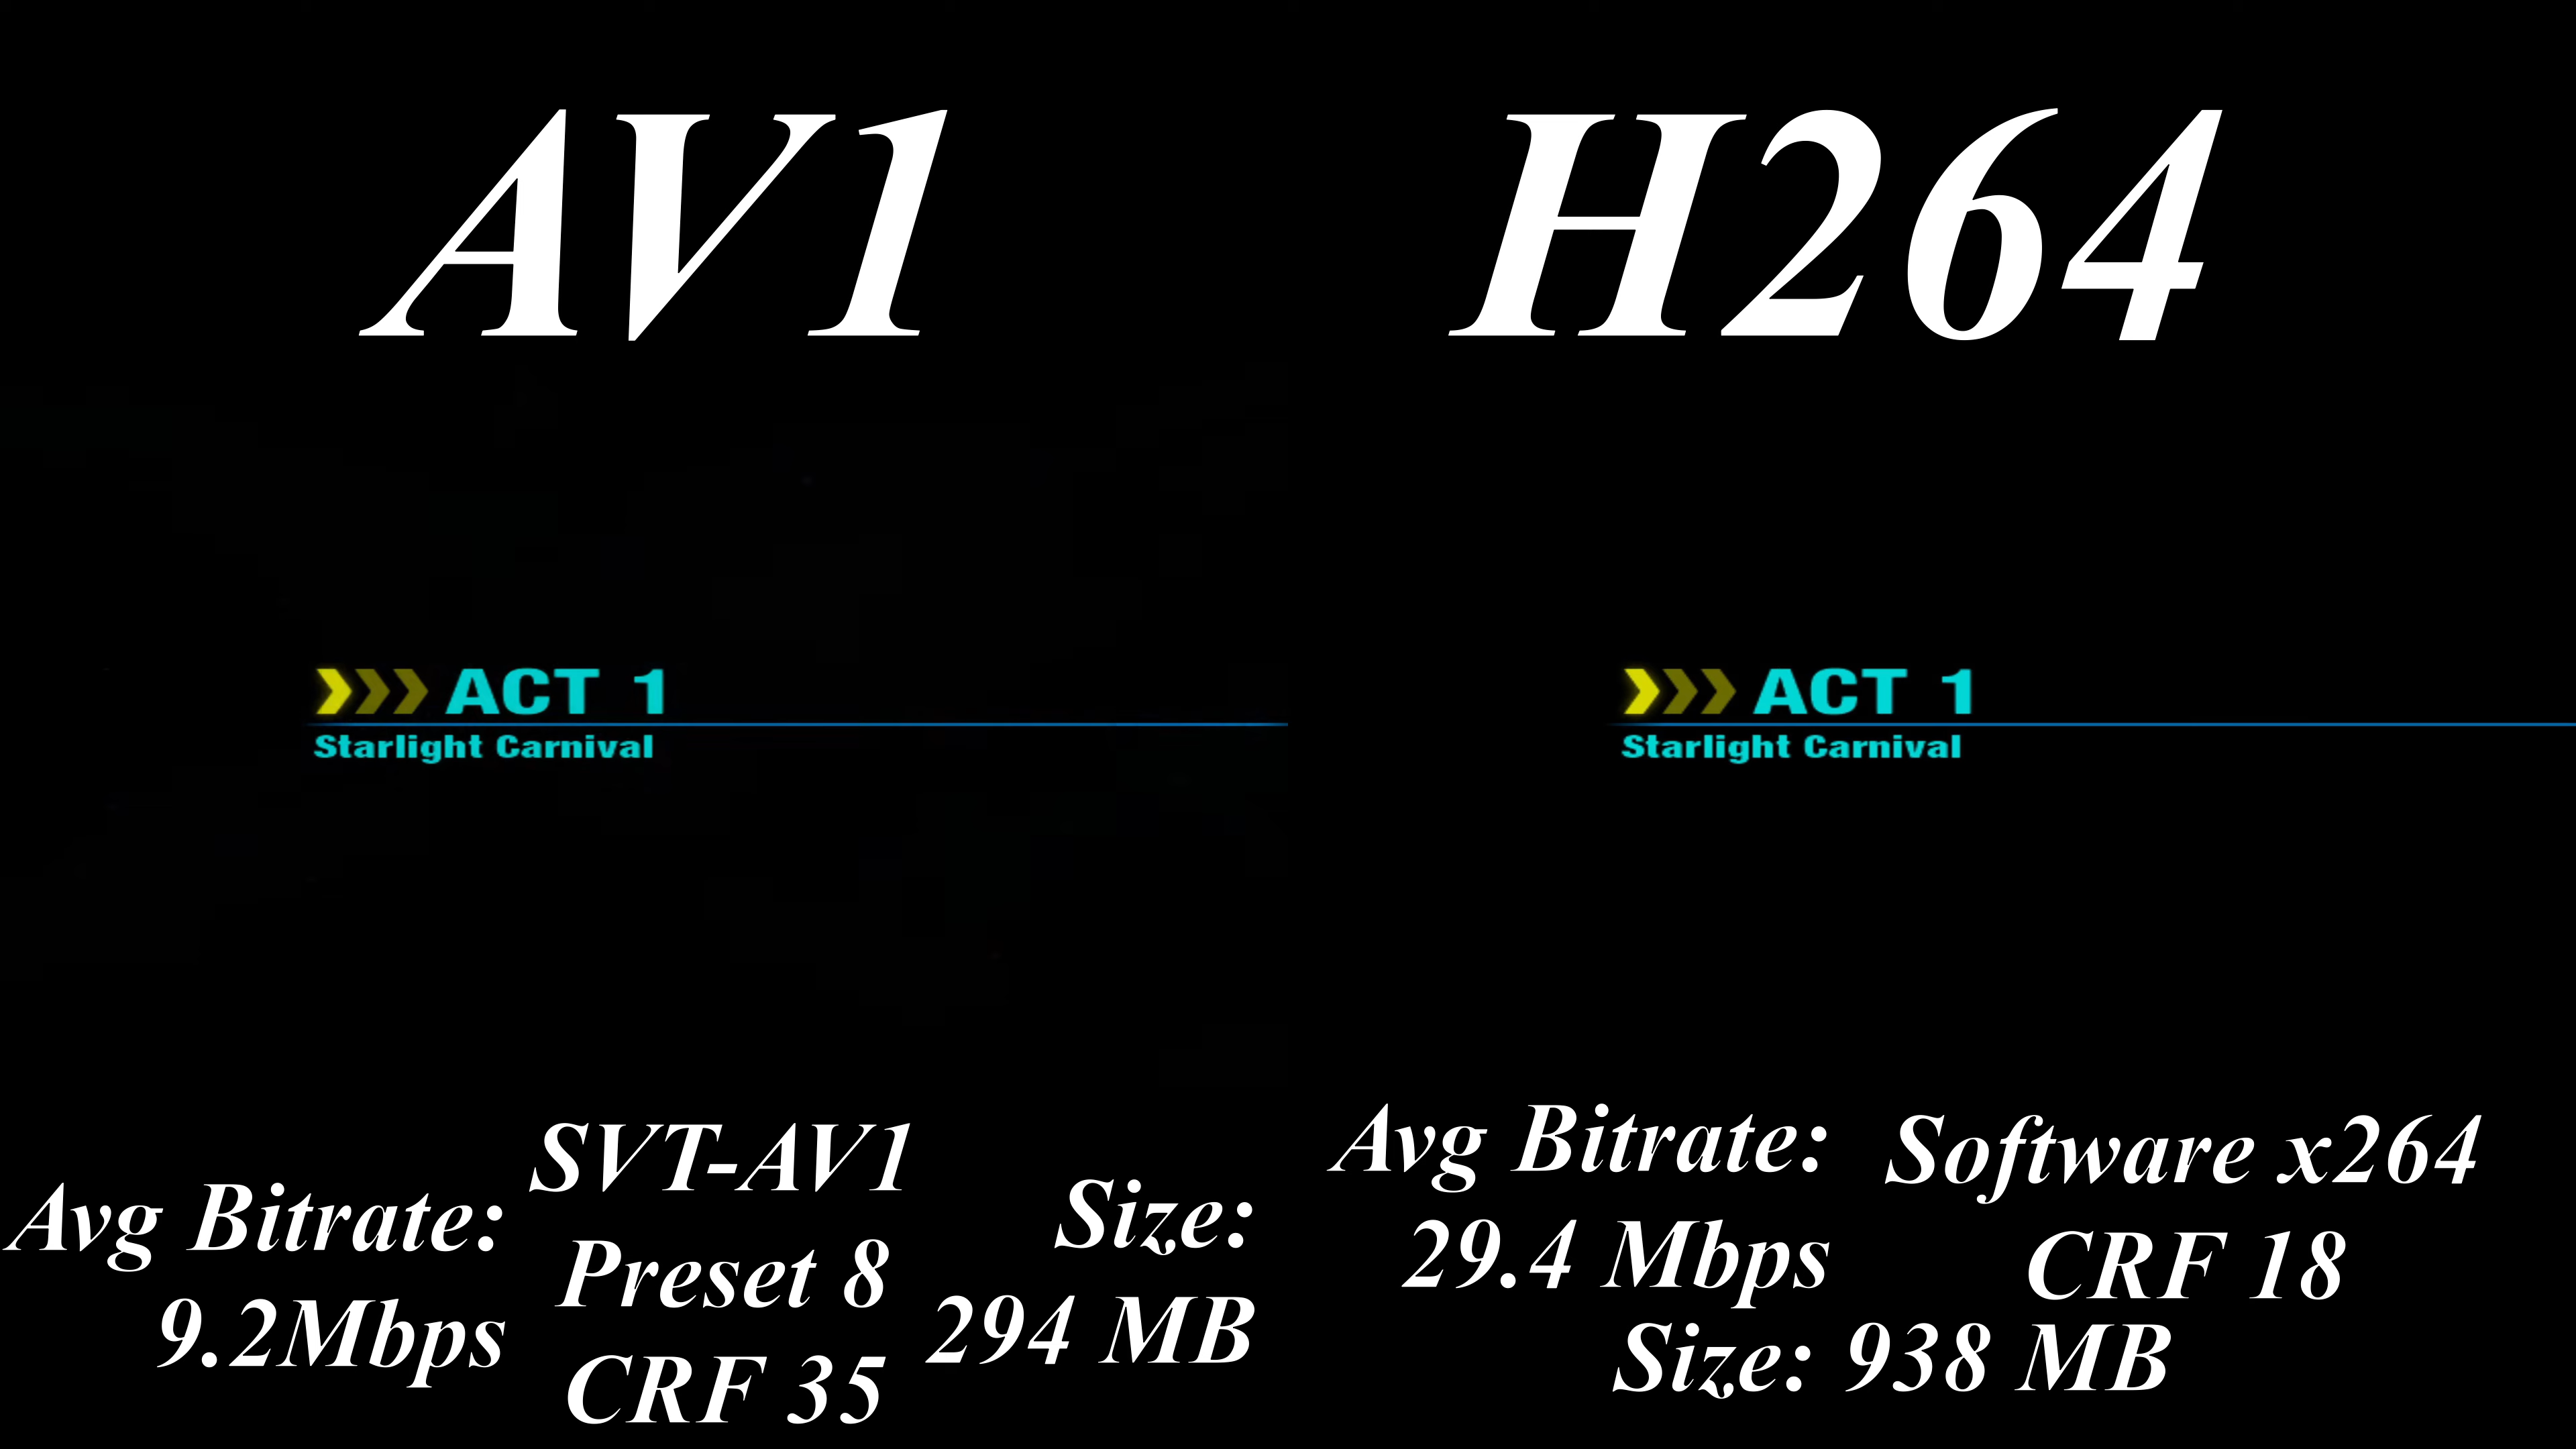 AV1
H264
ACT 1
Starlight Carnival
ACT 1
Starlight Carnival
Avg Bitrate:
9.2Mbps
SVT-AV1
Preset 8
CRF 35
Size:
294 MB
Avg Bitrate:
29.4 Mbps
Software x264
CRF 18
Size: 938 MB